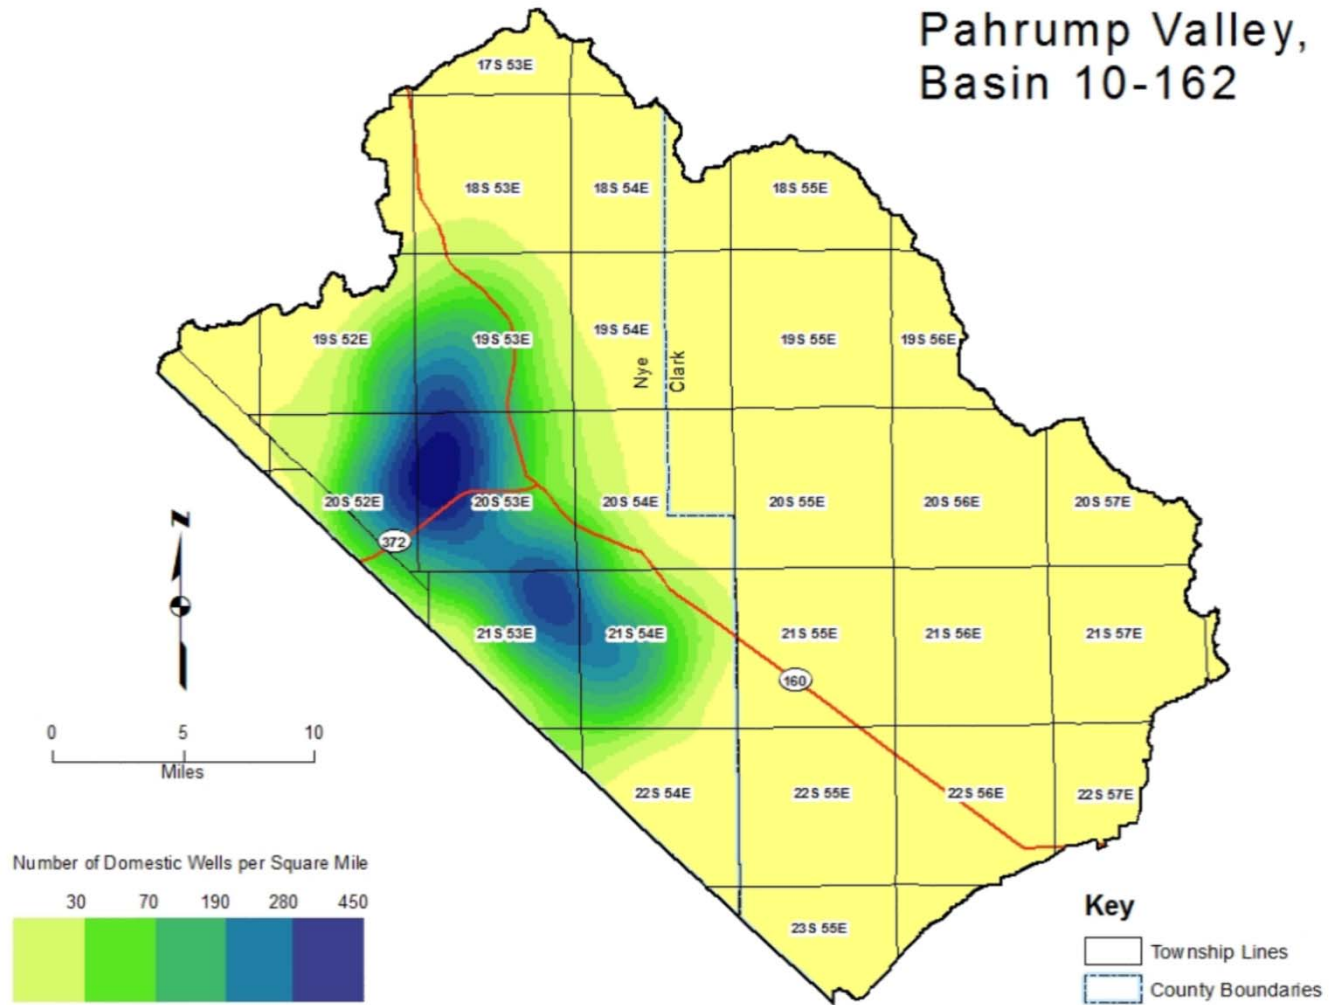 Pahrump Valley,
Basin 10-162
17S 53E
18S 53E
18S 54E
18S 55E
19S 52E
19S 53E
19S 54E
19S 55E
19S 56E
Nye
Clark
20S 52E
20S 53E
20S 54E
20S 55E
20S 56E
20S 57E
372
21S 53E
21S 54E
21S 55E
21S 56E
21S 57E
160
22S 54E
22S 55E
22S 56E
22S 57E
23S 55E
N
0 5 10
Miles
Number of Domestic Wells per Square Mile
30 70 190 280 450
Key
Township Lines
County Boundaries